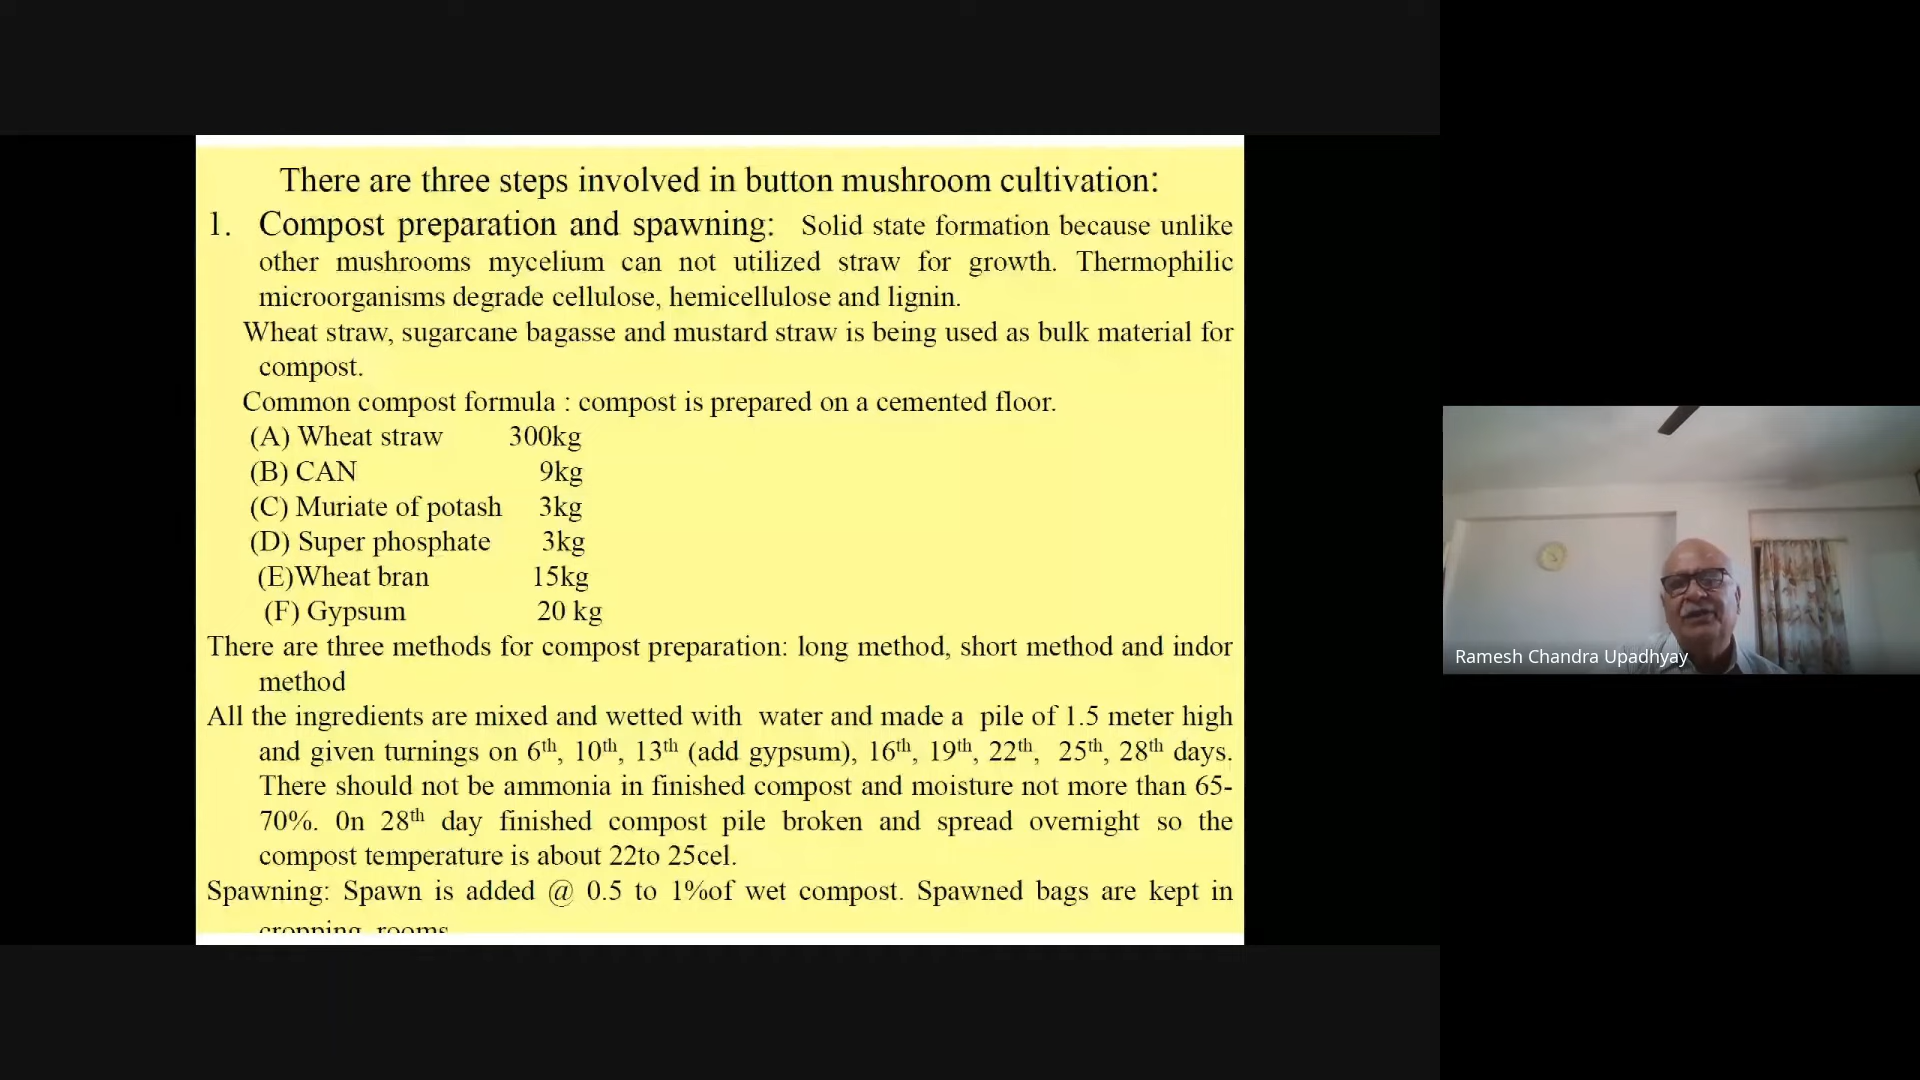 There are three steps involved in button mushroom cultivation:
1. Compost preparation and spawning: Solid state formation because unlike
other mushrooms mycelium can not utilized straw for growth. Thermophilic
microorganisms degrade cellulose, hemicellulose and lignin.
Wheat straw, sugarcane bagasse and mustard straw is being used as bulk material for
compost.
Common compost formula : compost is prepared on a cemented floor.
(A) Wheat straw 300kg
(B) CAN 9kg
(C) Muriate of potash 3kg
(D) Super phosphate 3kg
(E)Wheat bran 15kg
(F) Gypsum 20 kg
There are three methods for compost preparation: long method, short method and indor
method
All the ingredients are mixed and wetted with water and made a pile of 1.5 meter high
and given turnings on 6th, 10th, 13th (add gypsum), 16th, 19th, 22th, 25th, 28th days.
There should not be ammonia in finished compost and moisture not more than 65-
70%. 0n 28th day finished compost pile broken and spread overnight so the
compost temperature is about 22to 25cel.
Spawning: Spawn is added @ 0.5 to 1%of wet compost. Spawned bags are kept in
cropping rooms
Ramesh Chandra Upadhyay